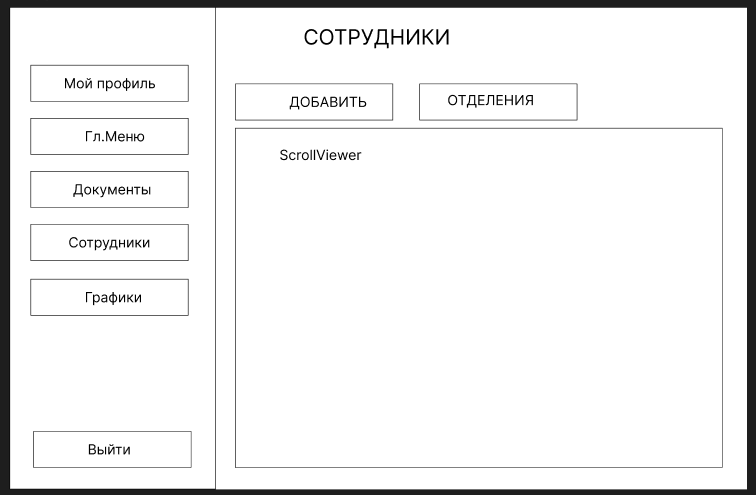 СОТРУДНИКИ
Мой профиль
Гл.Меню
Документы
Сотрудники
Графики
Выйти
ДОБАВИТЬ
ОТДЕЛЕНИЯ
ScrollViewer